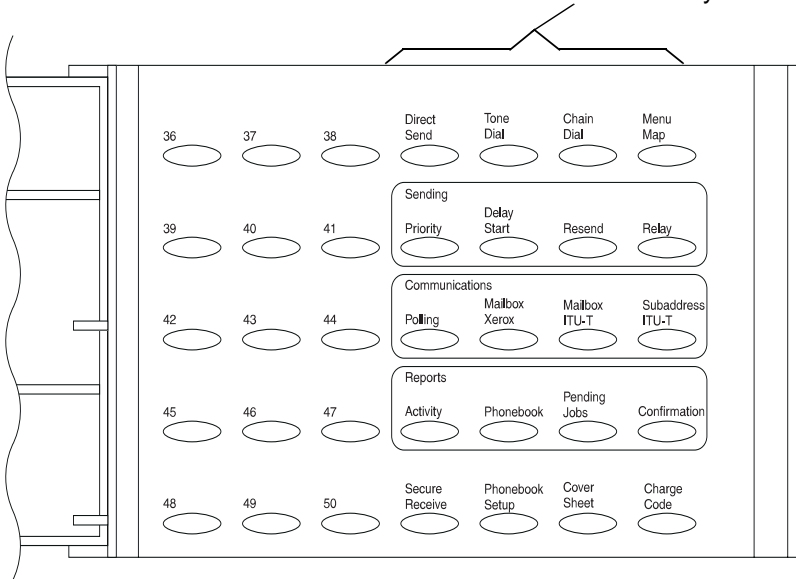 36 37 38 Direct Send Tone Dial Chain Dial Menu Map
Sending
39 40 41 Priority Delay Start Resend Relay
Communications
42 43 44 Polling Mailbox Xerox Mailbox ITU-T Subaddress ITU-T
Reports
45 46 47 Activity Phonebook Pending Jobs Confirmation
48 49 50 Secure Receive Phonebook Setup Cover Sheet Charge Code